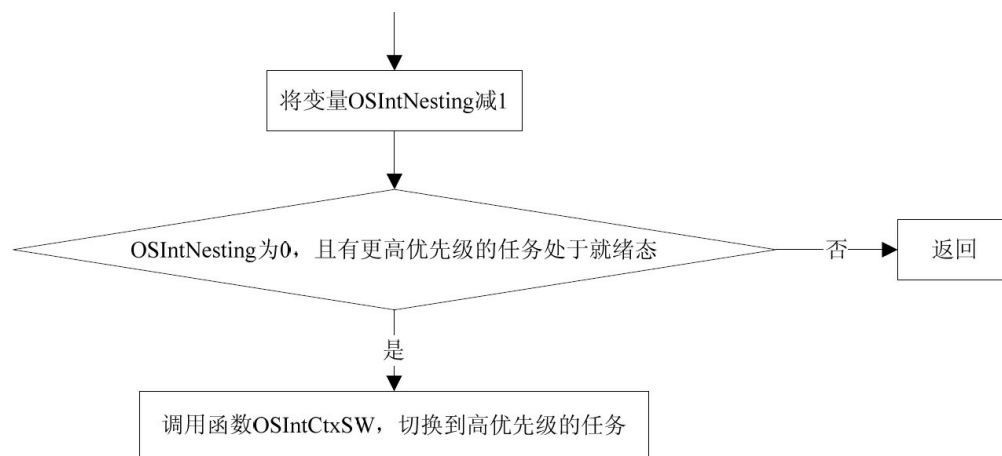 将变量OSIntNesting减1
OSIntNesting为0，且有更高优先级的任务处于就绪态
否
返回
是
调用函数OSIntCtxSW，切换到高优先级的任务